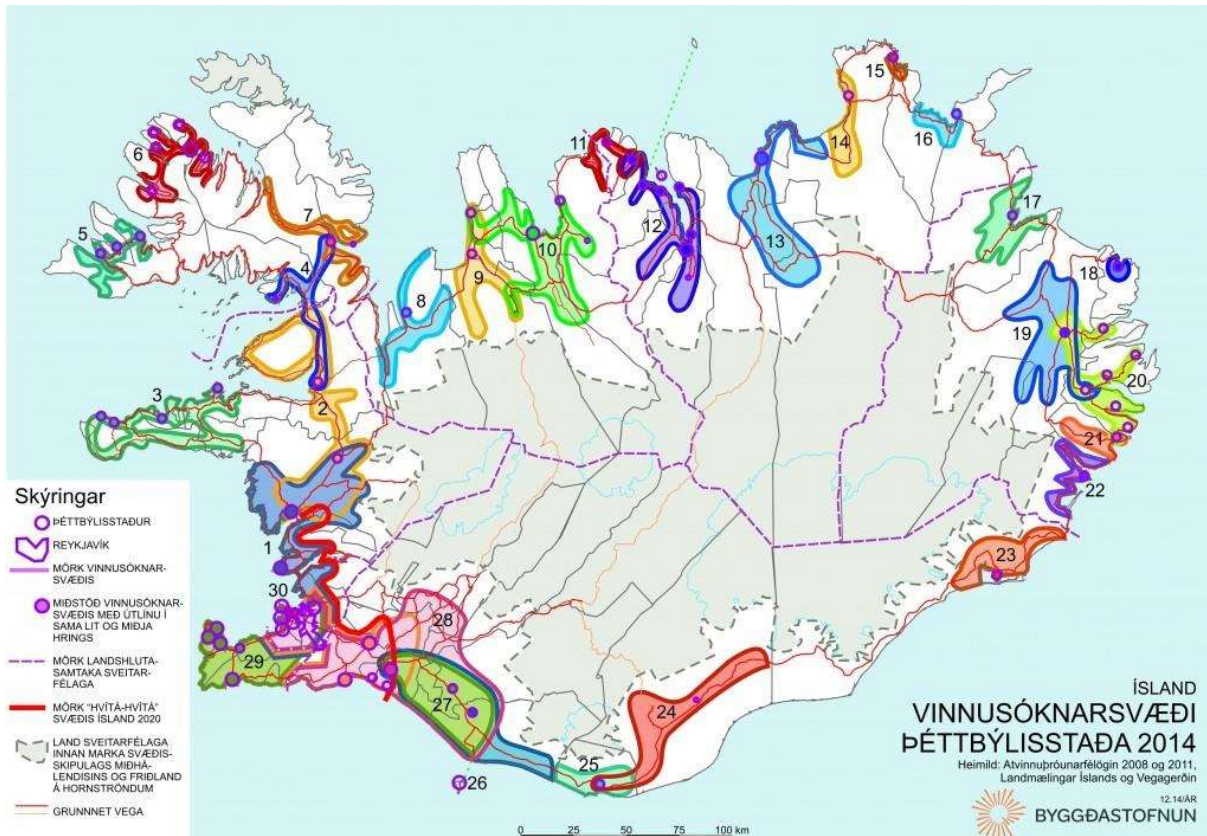 Skýringar
ÞÉTTBÝLISSTAÐUR
REYKJAVÍK
MÖRK VINNUSÓKNAR-
SVÆÐIS
MIÐSTÖÐ VINNUSÓKNAR-
SVÆÐIS MEÐ ÚTLÍNU Í
SAMA LIT OG MIÐJA
HRINGS
MÖRK LANDSHLUTA-
SAMTAKA SVEITAR-
FÉLAGA
MÖRK "HVÍTÁ-HVÍTÁ"
SVÆÐIS ÍSLAND 2020
LAND SVEITARFÉLAGA
INNAN MARKA SVÆÐIS-
SKIPULAGS MIÐHÁ-
LENDISINS OG FRIÐLAND
Á HORNSTRÖNDUM
GRUNNNET VEGA
1
2
3
4
5
6
7
8
9
10
11
12
13
14
15
16
17
18
19
20
21
22
23
24
25
26
27
28
29
30
ÍSLAND
VINNUSÓKNARSVÆÐI
ÞÉTTBÝLISSTAÐA 2014
Heimild: Atvinnuþróunarfélögin 2008 og 2011,
Landmælingar Íslands og Vegagerðin
12.14/ÁR
BYGGÐASTOFNUN
0 25 50 75 100 km